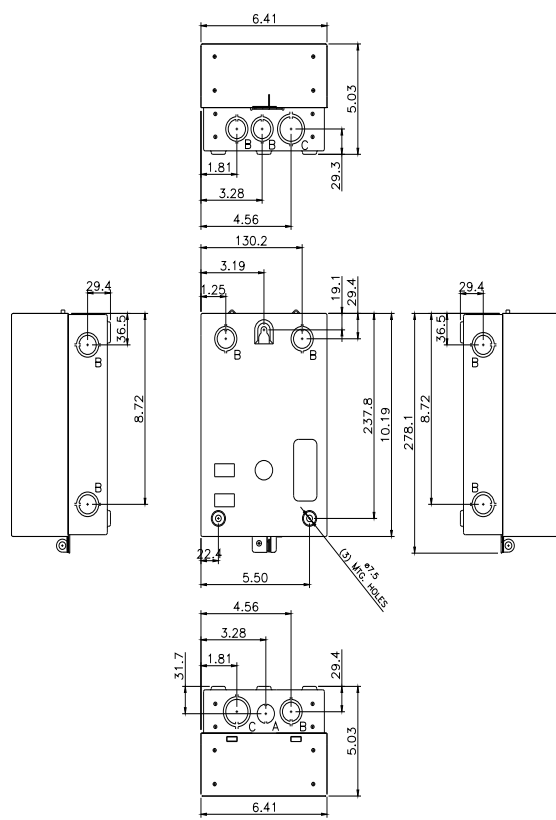 6.41
5.03
B
B
C
29.3
1.81
3.28
4.56
130.2
3.19
1.25
19.1
29.4
29.4
36.5
B
8.72
B
B
B
237.8
10.19
22.4
5.50
ø7.5
(3) MTG. HOLES
29.4
36.5
B
278.1
8.72
B
4.56
3.28
1.81
31.7
29.4
C
A
B
5.03
6.41